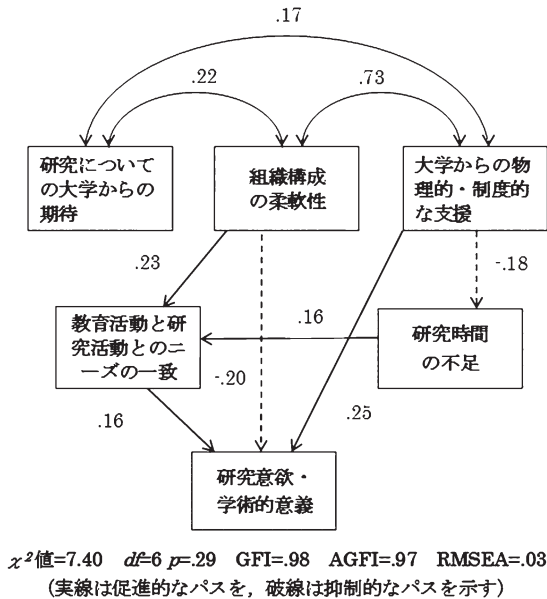 .17
.22
.73
研究について
の大学からの
期待
組織構成
の柔軟性
大学からの物
理的・制度的
な支援
.23
-.18
教育活動と研
究活動とのニ
ーズの一致
.16
研究時間
の不足
-.20
.16
.25
研究意欲・
学術的意義
χ²値=7.40 df=6 p=.29 GFI=.98 AGFI=.97 RMSEA=.03
(実線は促進的なパスを，破線は抑制的なパスを示す)